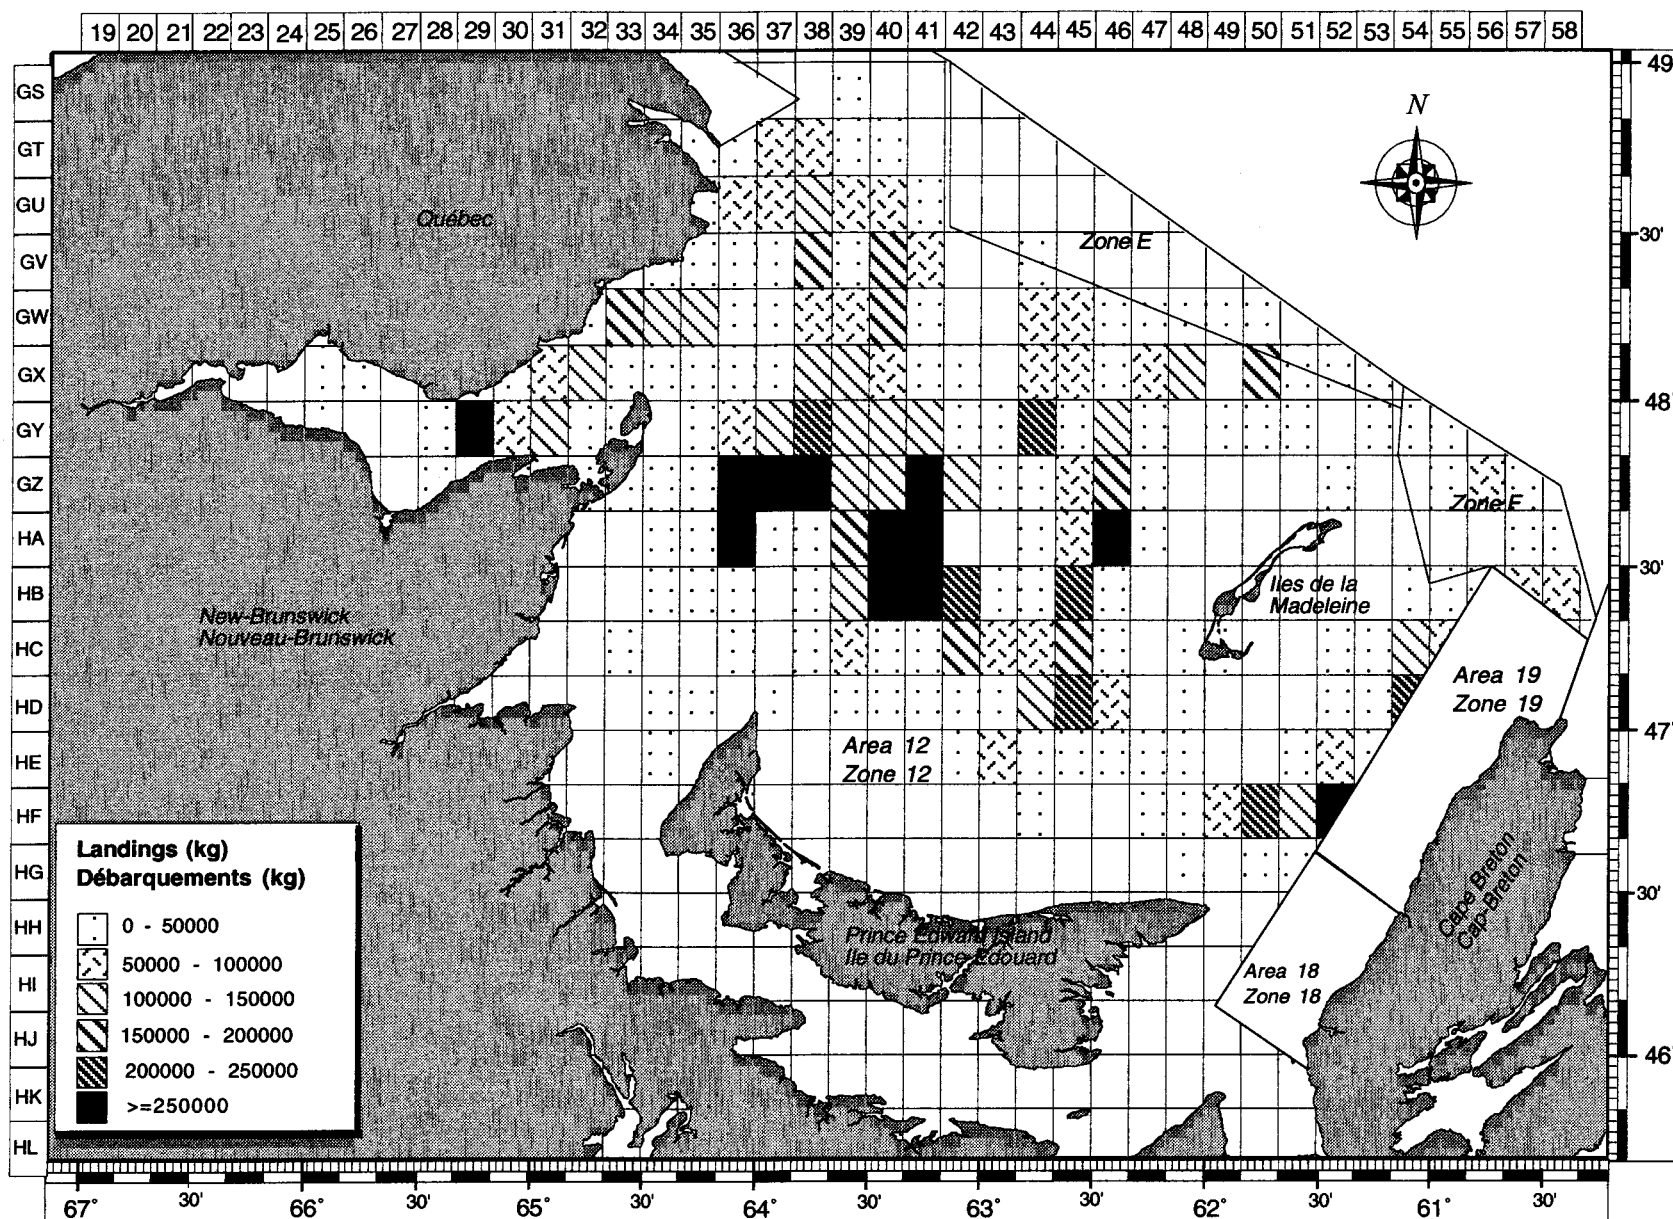 19 20 21 22 23 24 25 26 27 28 29 30 31 32 33 34 35 36 37 38 39 40 41 42 43 44 45 46 47 48 49 50 51 52 53 54 55 56 57 58
49
GS
N
GT
GU
Québec
30'
Zone E
GV
GW
GX
48°
GY
GZ
Zone F
HA
30'
HB
Iles de la
Madeleine
New-Brunswick
Nouveau-Brunswick
HC
Area 19
Zone 19
HD
47°
Area 12
Zone 12
HE
HF
Landings (kg)
Débarquements (kg)
0 - 50000
50000 - 100000
100000 - 150000
150000 - 200000
200000 - 250000
>=250000
HG
30'
Cape Breton
Cap-Breton
HH
Prince Edward Island
Ile du Prince-Edouard
HI
Area 18
Zone 18
HJ
46°
HK
HL
67° 30' 66° 30' 65° 30' 64° 30' 63° 30' 62° 30' 61° 30'